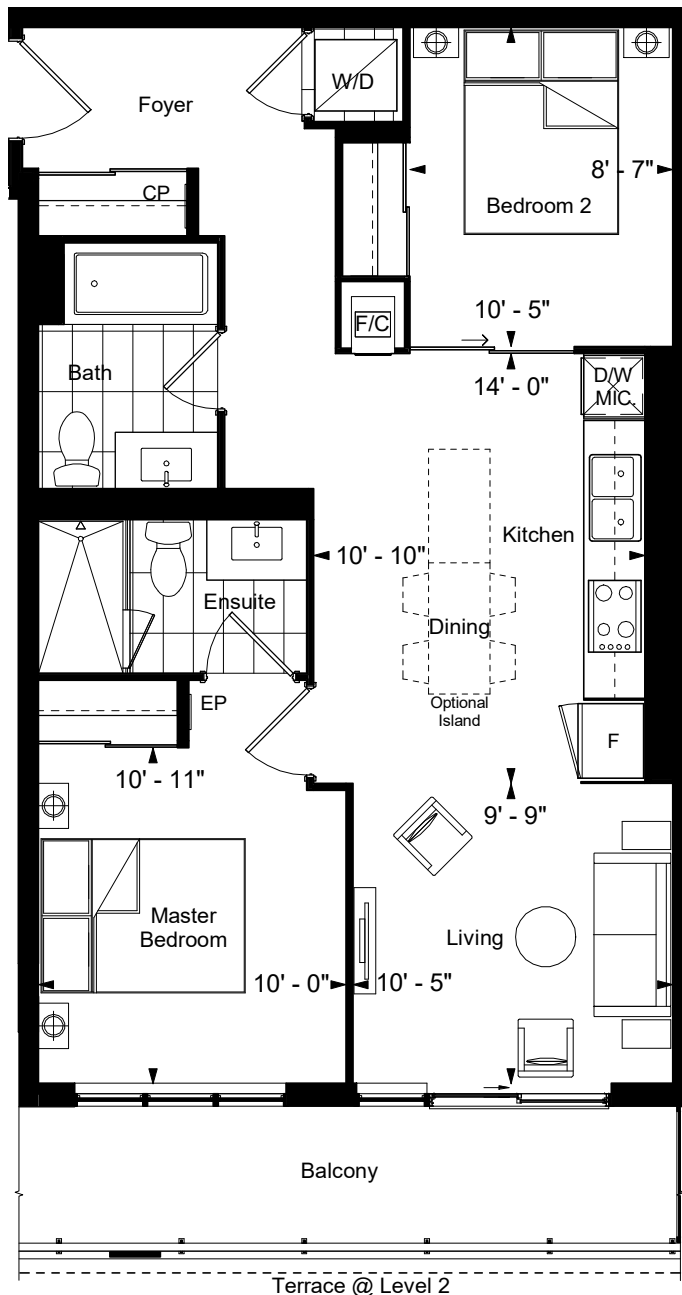 W/D
Foyer
8' - 7"
CP
Bedroom 2
10' - 5"
F/C
Bath
14' - 0"
D/W
MIC.
Kitchen
10' - 10"
Ensuite
Dining
EP
Optional
Island
F
10' - 11"
9' - 9"
Master
Bedroom
Living
10' - 0"
10' - 5"
Balcony
Terrace @ Level 2